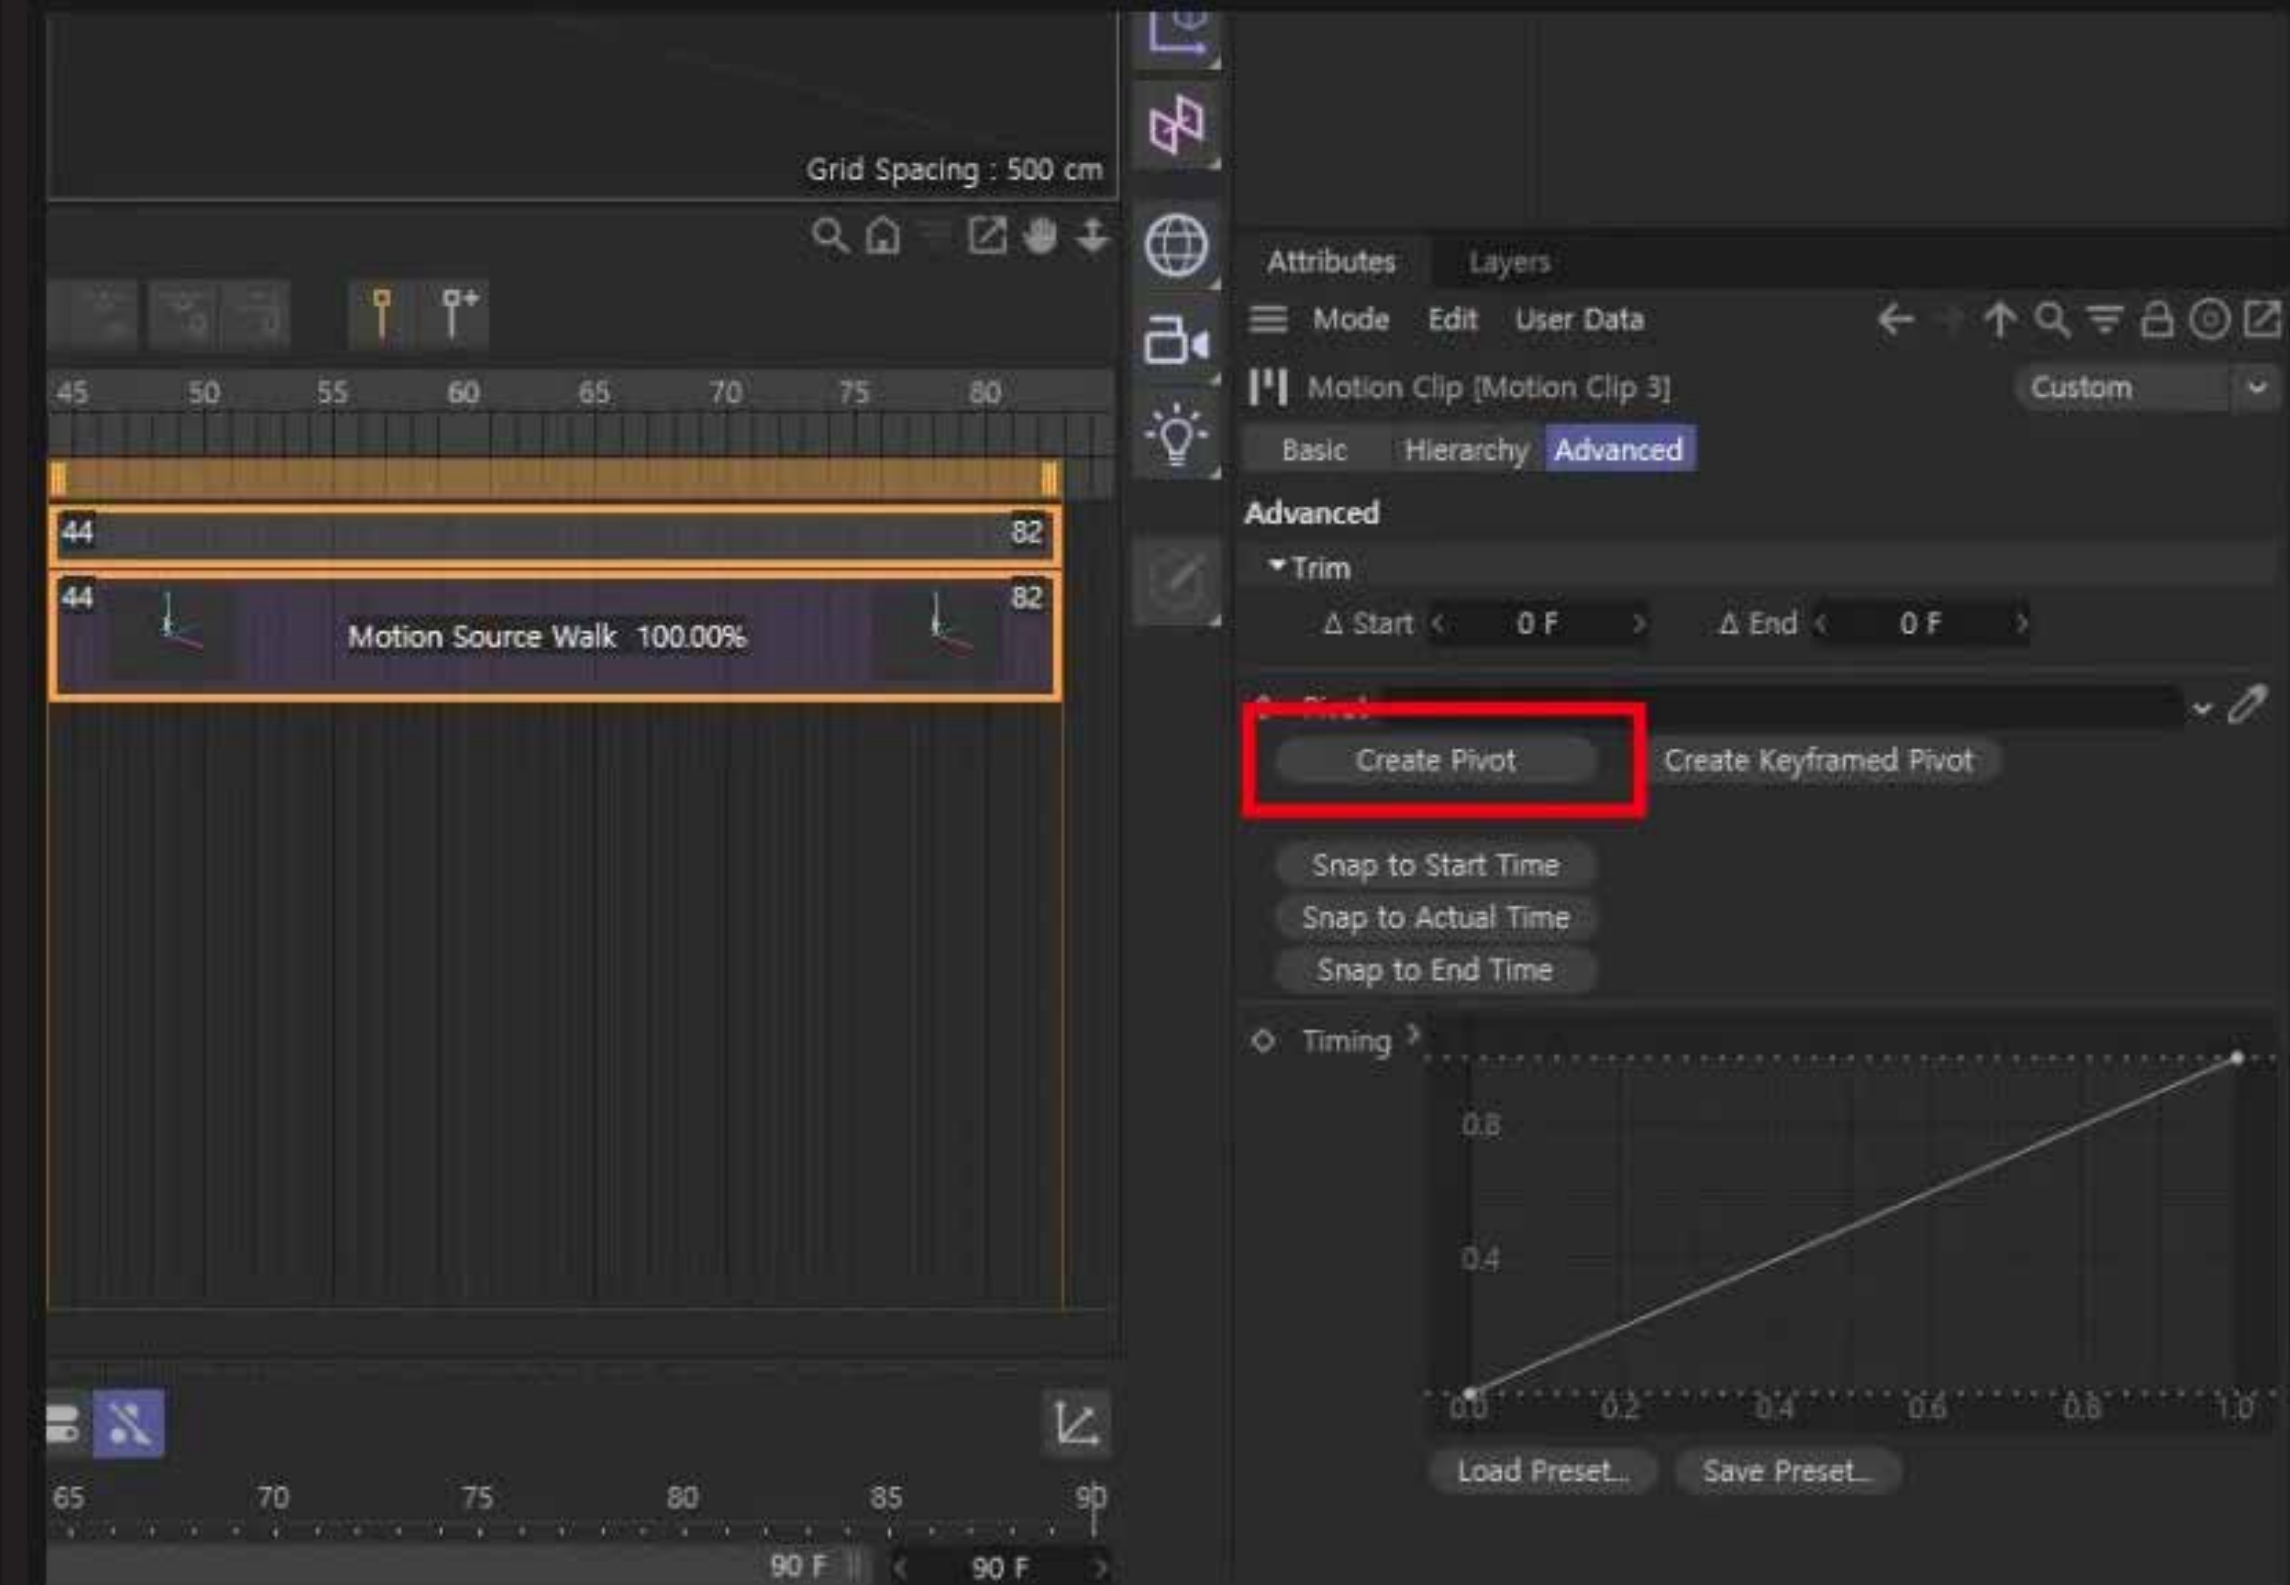 Grid Spacing : 500 cm
45 50 55 60 65 70 75 80
44 82
44 82
Motion Source Walk 100.00%
65 70 75 80 85 90
90 F 90 F
Attributes Layers
Mode Edit User Data
Motion Clip [Motion Clip 3] Custom
Basic Hierarchy Advanced
Advanced
Trim
Δ Start 0 F Δ End 0 F
Create Pivot Create Keyframed Pivot
Snap to Start Time
Snap to Actual Time
Snap to End Time
Timing
0.8
0.4
0.0 0.2 0.4 0.6 0.8 1.0
Load Preset... Save Preset...